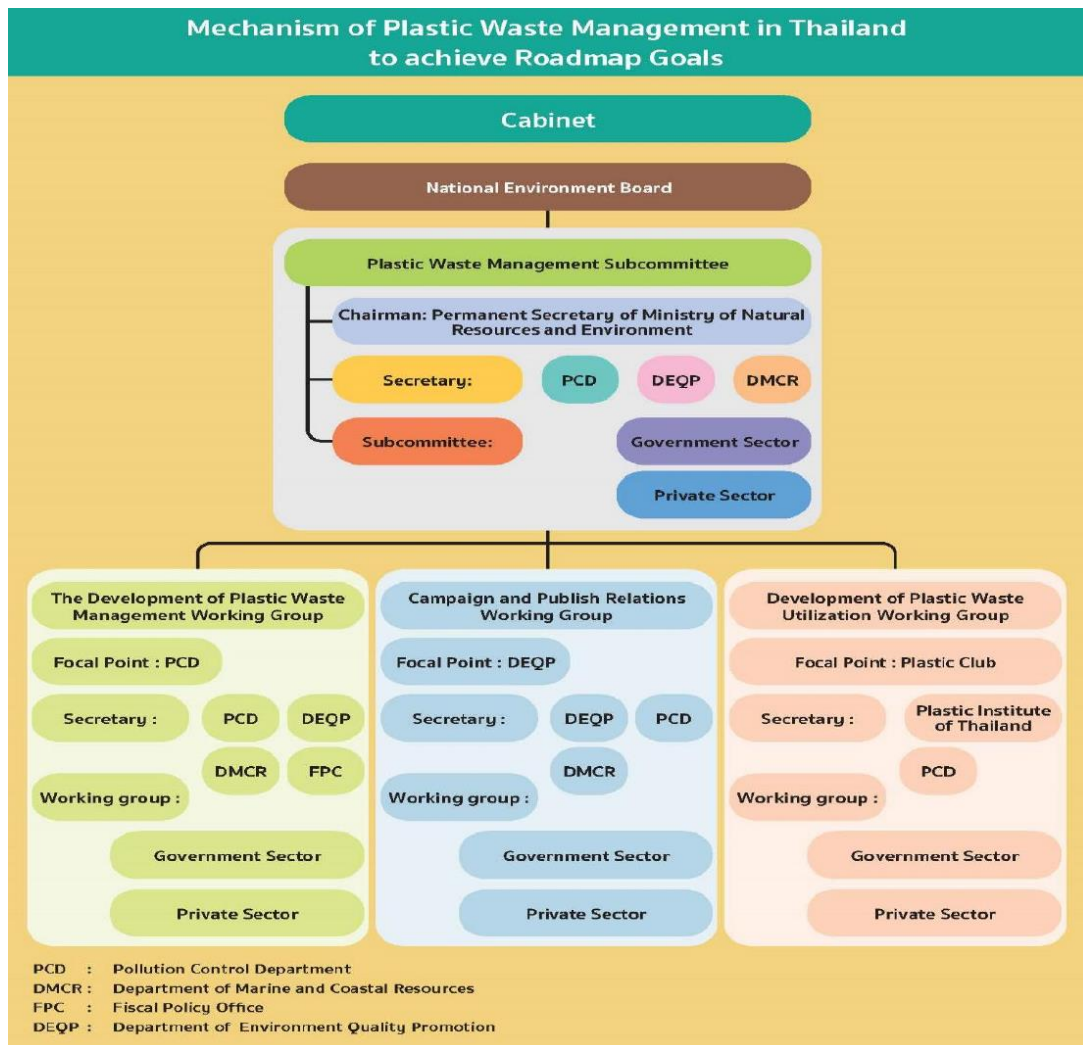 Mechanism of Plastic Waste Management in Thailand
to achieve Roadmap Goals
Cabinet
National Environment Board
Plastic Waste Management Subcommittee
Chairman: Permanent Secretary of Ministry of Natural
Resources and Environment
Secretary:
PCD
DEQP
DMCR
Subcommittee:
Government Sector
Private Sector
The Development of Plastic Waste
Management Working Group
Focal Point : PCD
Secretary :
PCD
DEQP
DMCR
FPC
Working group :
Government Sector
Private Sector
Campaign and Publish Relations
Working Group
Focal Point : DEQP
Secretary :
DEQP
PCD
DMCR
Working group :
Government Sector
Private Sector
Development of Plastic Waste
Utilization Working Group
Focal Point : Plastic Club
Secretary :
Plastic Institute
of Thailand
PCD
Working group :
Government Sector
Private Sector
PCD : Pollution Control Department
DMCR : Department of Marine and Coastal Resources
FPC : Fiscal Policy Office
DEQP : Department of Environment Quality Promotion